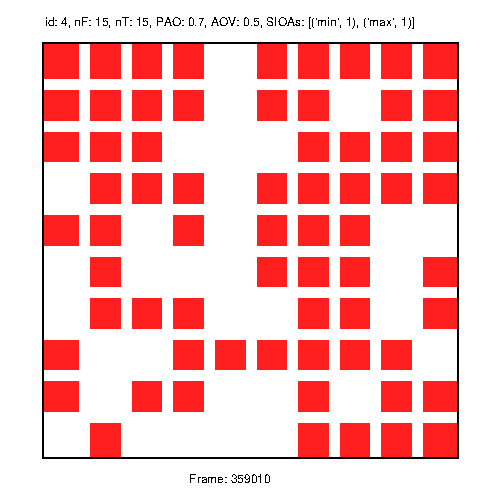 id: 4, nF: 15, nT: 15, PAO: 0.7, AOV: 0.5, SIOAs: [('min', 1), ('max', 1)]
Frame: 359010